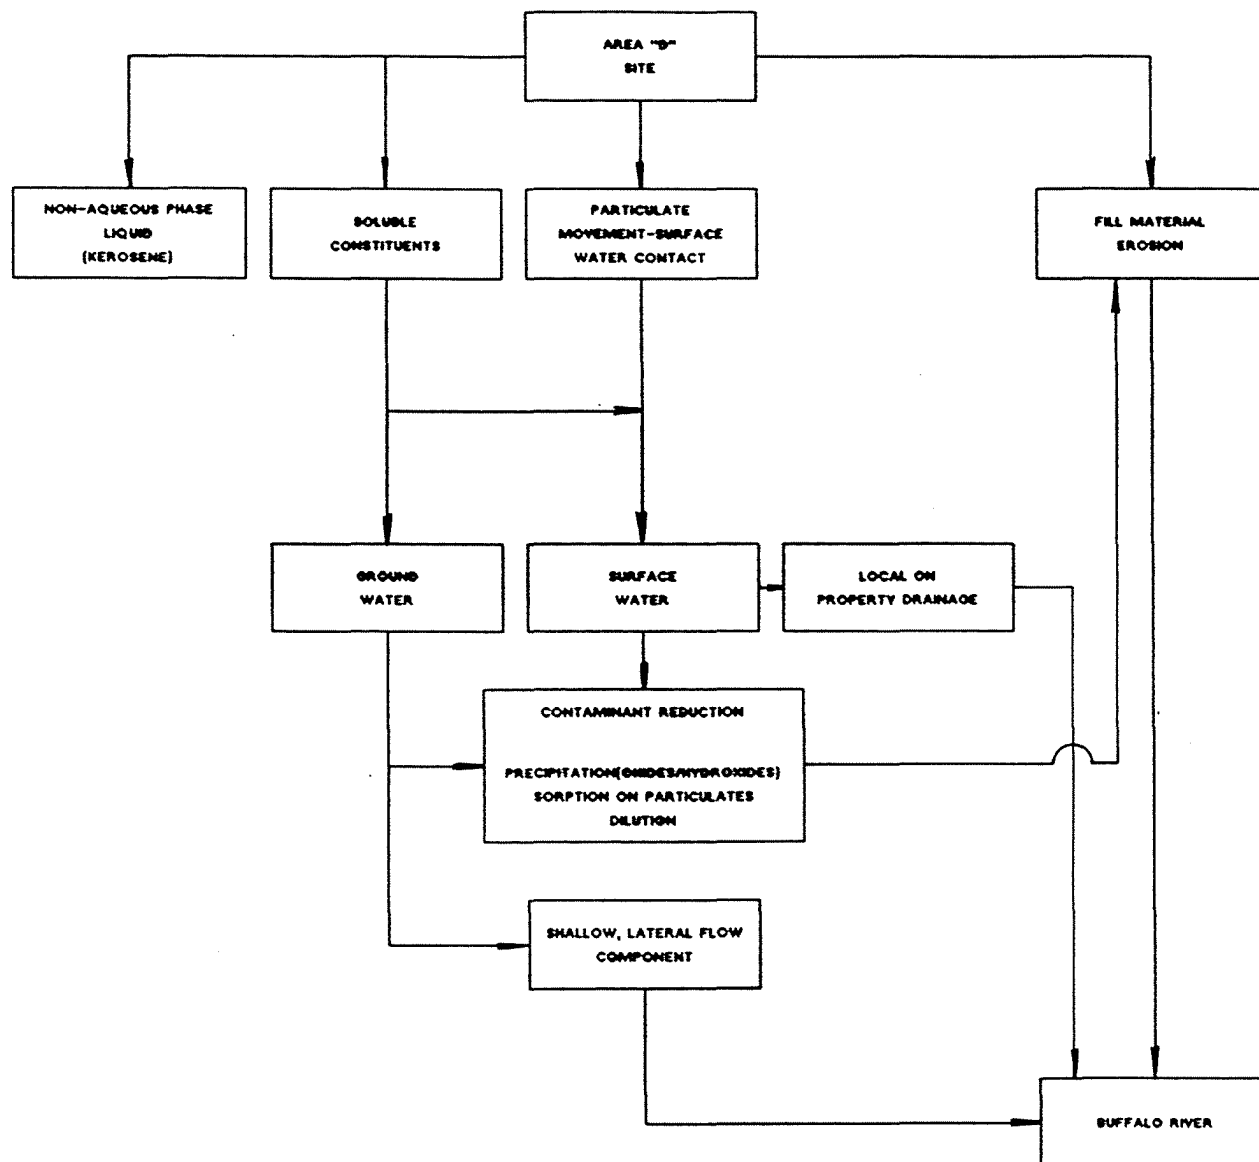 AREA "D"
SITE
NON-AQUEOUS PHASE
LIQUID
(KEROSENE)
SOLUBLE
CONSTITUENTS
PARTICULATE
MOVEMENT-SURFACE
WATER CONTACT
FILL MATERIAL
EROSION
GROUND
WATER
SURFACE
WATER
LOCAL ON
PROPERTY DRAINAGE
CONTAMINANT REDUCTION
PRECIPITATION(OXIDES/HYDROXIDES)
SORPTION ON PARTICULATES
DILUTION
SHALLOW, LATERAL FLOW
COMPONENT
BUFFALO RIVER